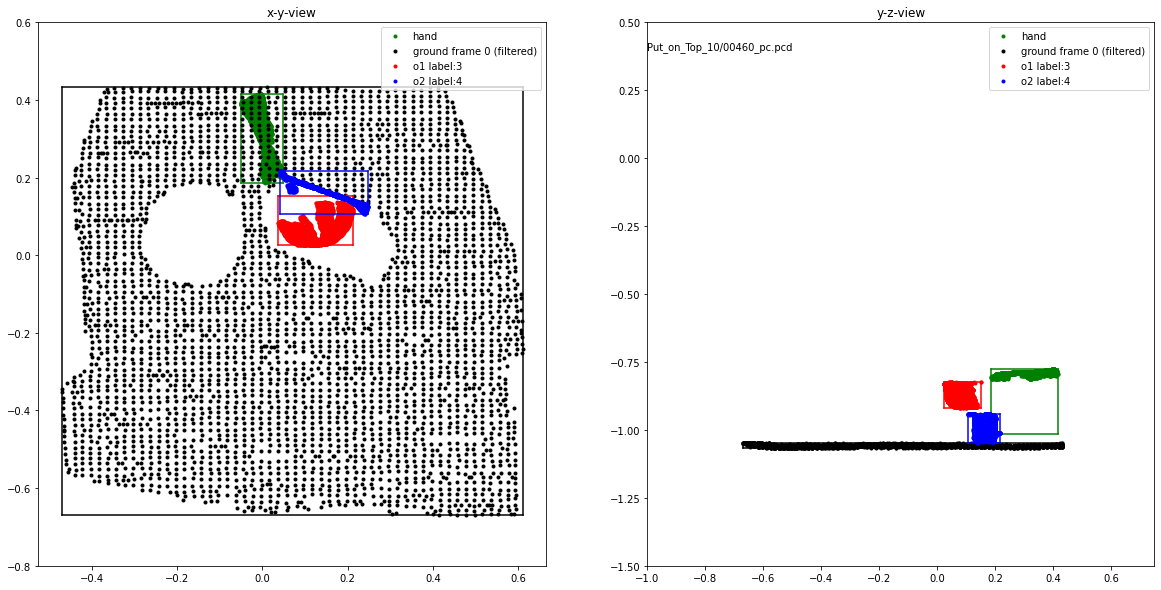 x-y-view
hand
ground frame 0 (filtered)
o1 label:3
o2 label:4
0.6
0.4
0.2
0.0
−0.2
−0.4
−0.6
−0.8
−0.4
−0.2
0.0
0.2
0.4
0.6
y-z-view
Put_on_Top_10/00460_pc.pcd
hand
ground frame 0 (filtered)
o1 label:3
o2 label:4
0.50
0.25
0.00
−0.25
−0.50
−0.75
−1.00
−1.25
−1.50
−1.0
−0.8
−0.6
−0.4
−0.2
0.0
0.2
0.4
0.6